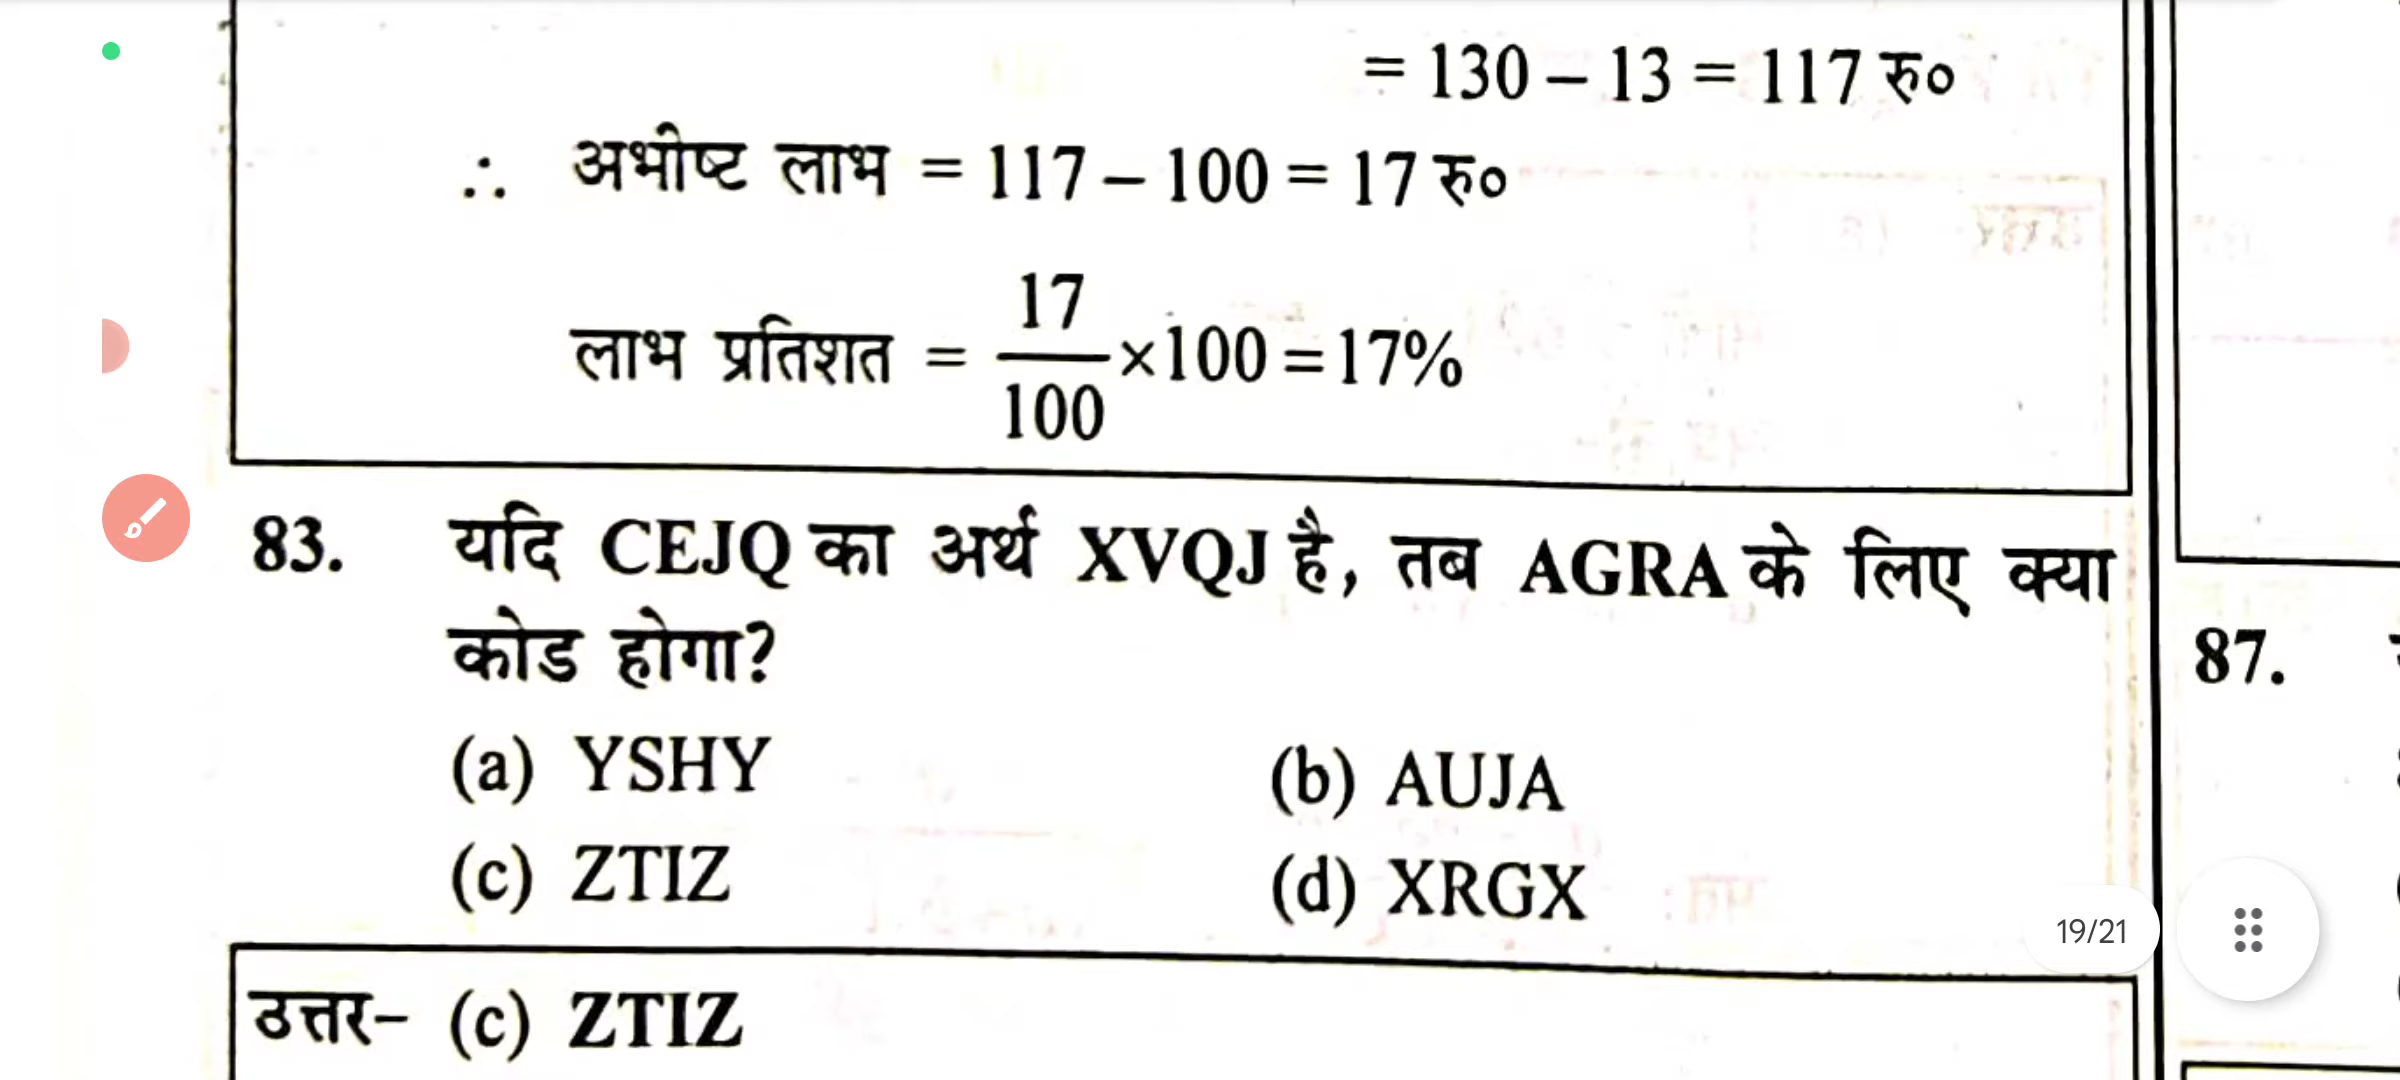 = 130 – 13 = 117 रु०
∴ अभीष्ट लाभ = 117 – 100 = 17 रु०
लाभ प्रतिशत = 17/100 ×100 = 17%
83. यदि CEJQ का अर्थ XVQJ है, तब AGRA के लिए क्या
कोड होगा?
(a) YSHY (b) AUJA
(c) ZTIZ (d) XRGX
उत्तर– (c) ZTIZ
87.
19/21